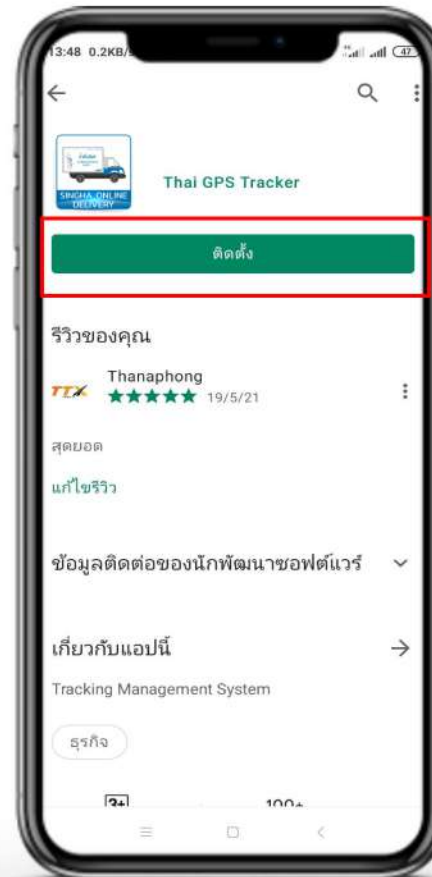 13:48 0.2KB/
47
SINGHA ONLINE
DELIVERY
Thai GPS Tracker
ติดตั้ง
รีวิวของคุณ
TTX
Thanaphong
★★★★★ 19/5/21
สุดยอด
แก้ไขรีวิว
ข้อมูลติดต่อของนักพัฒนาซอฟต์แวร์
เกี่ยวกับแอปนี้
Tracking Management System
ธุรกิจ
3+
100+